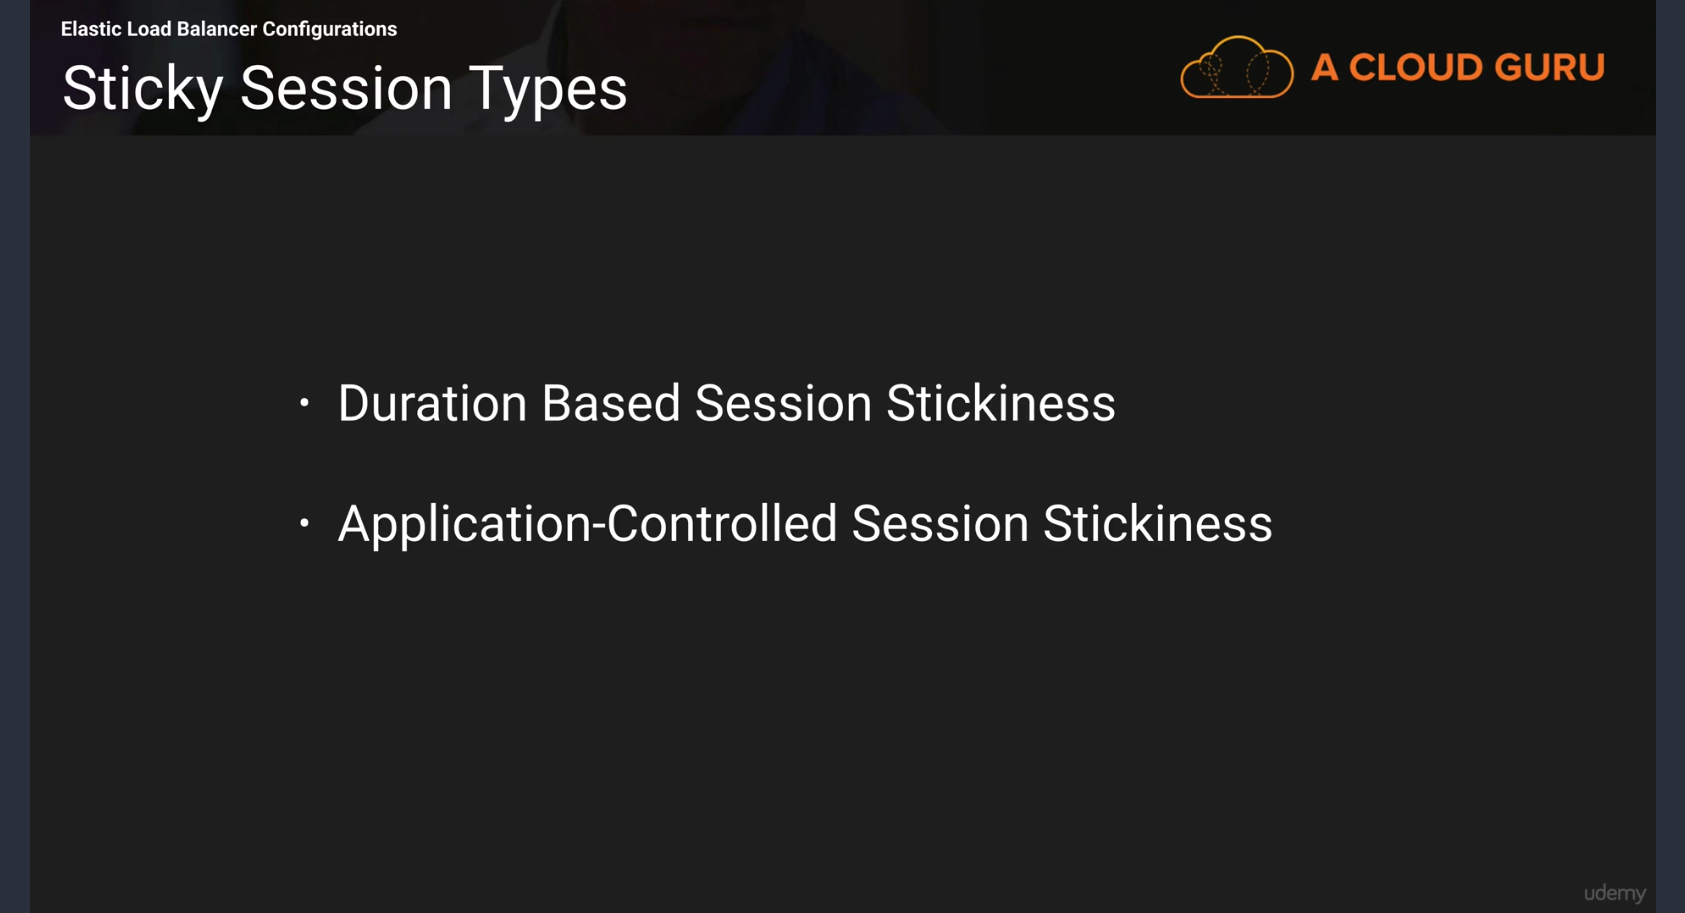 Elastic Load Balancer Configurations
Sticky Session Types
A CLOUD GURU
· Duration Based Session Stickiness
· Application-Controlled Session Stickiness
udemy